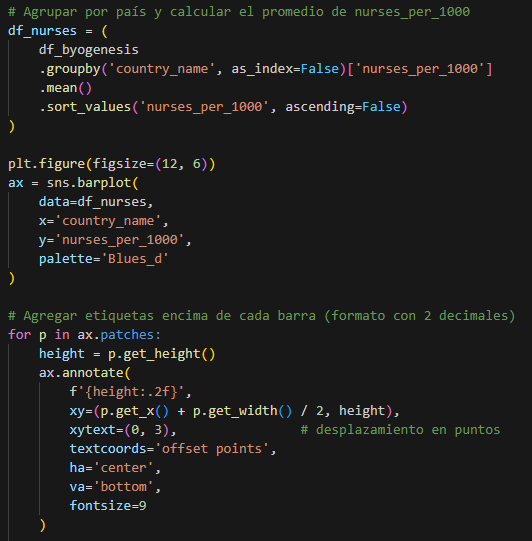 # Agrupar por país y calcular el promedio de nurses_per_1000
df_nurses = (
    df_byogenesis
    .groupby('country_name', as_index=False)['nurses_per_1000']
    .mean()
    .sort_values('nurses_per_1000', ascending=False)
)

plt.figure(figsize=(12, 6))
ax = sns.barplot(
    data=df_nurses,
    x='country_name',
    y='nurses_per_1000',
    palette='Blues_d'
)

# Agregar etiquetas encima de cada barra (formato con 2 decimales)
for p in ax.patches:
    height = p.get_height()
    ax.annotate(
        f'{height:.2f}',
        xy=(p.get_x() + p.get_width() / 2, height),
        xytext=(0, 3),               # desplazamiento en puntos
        textcoords='offset points',
        ha='center',
        va='bottom',
        fontsize=9
    )